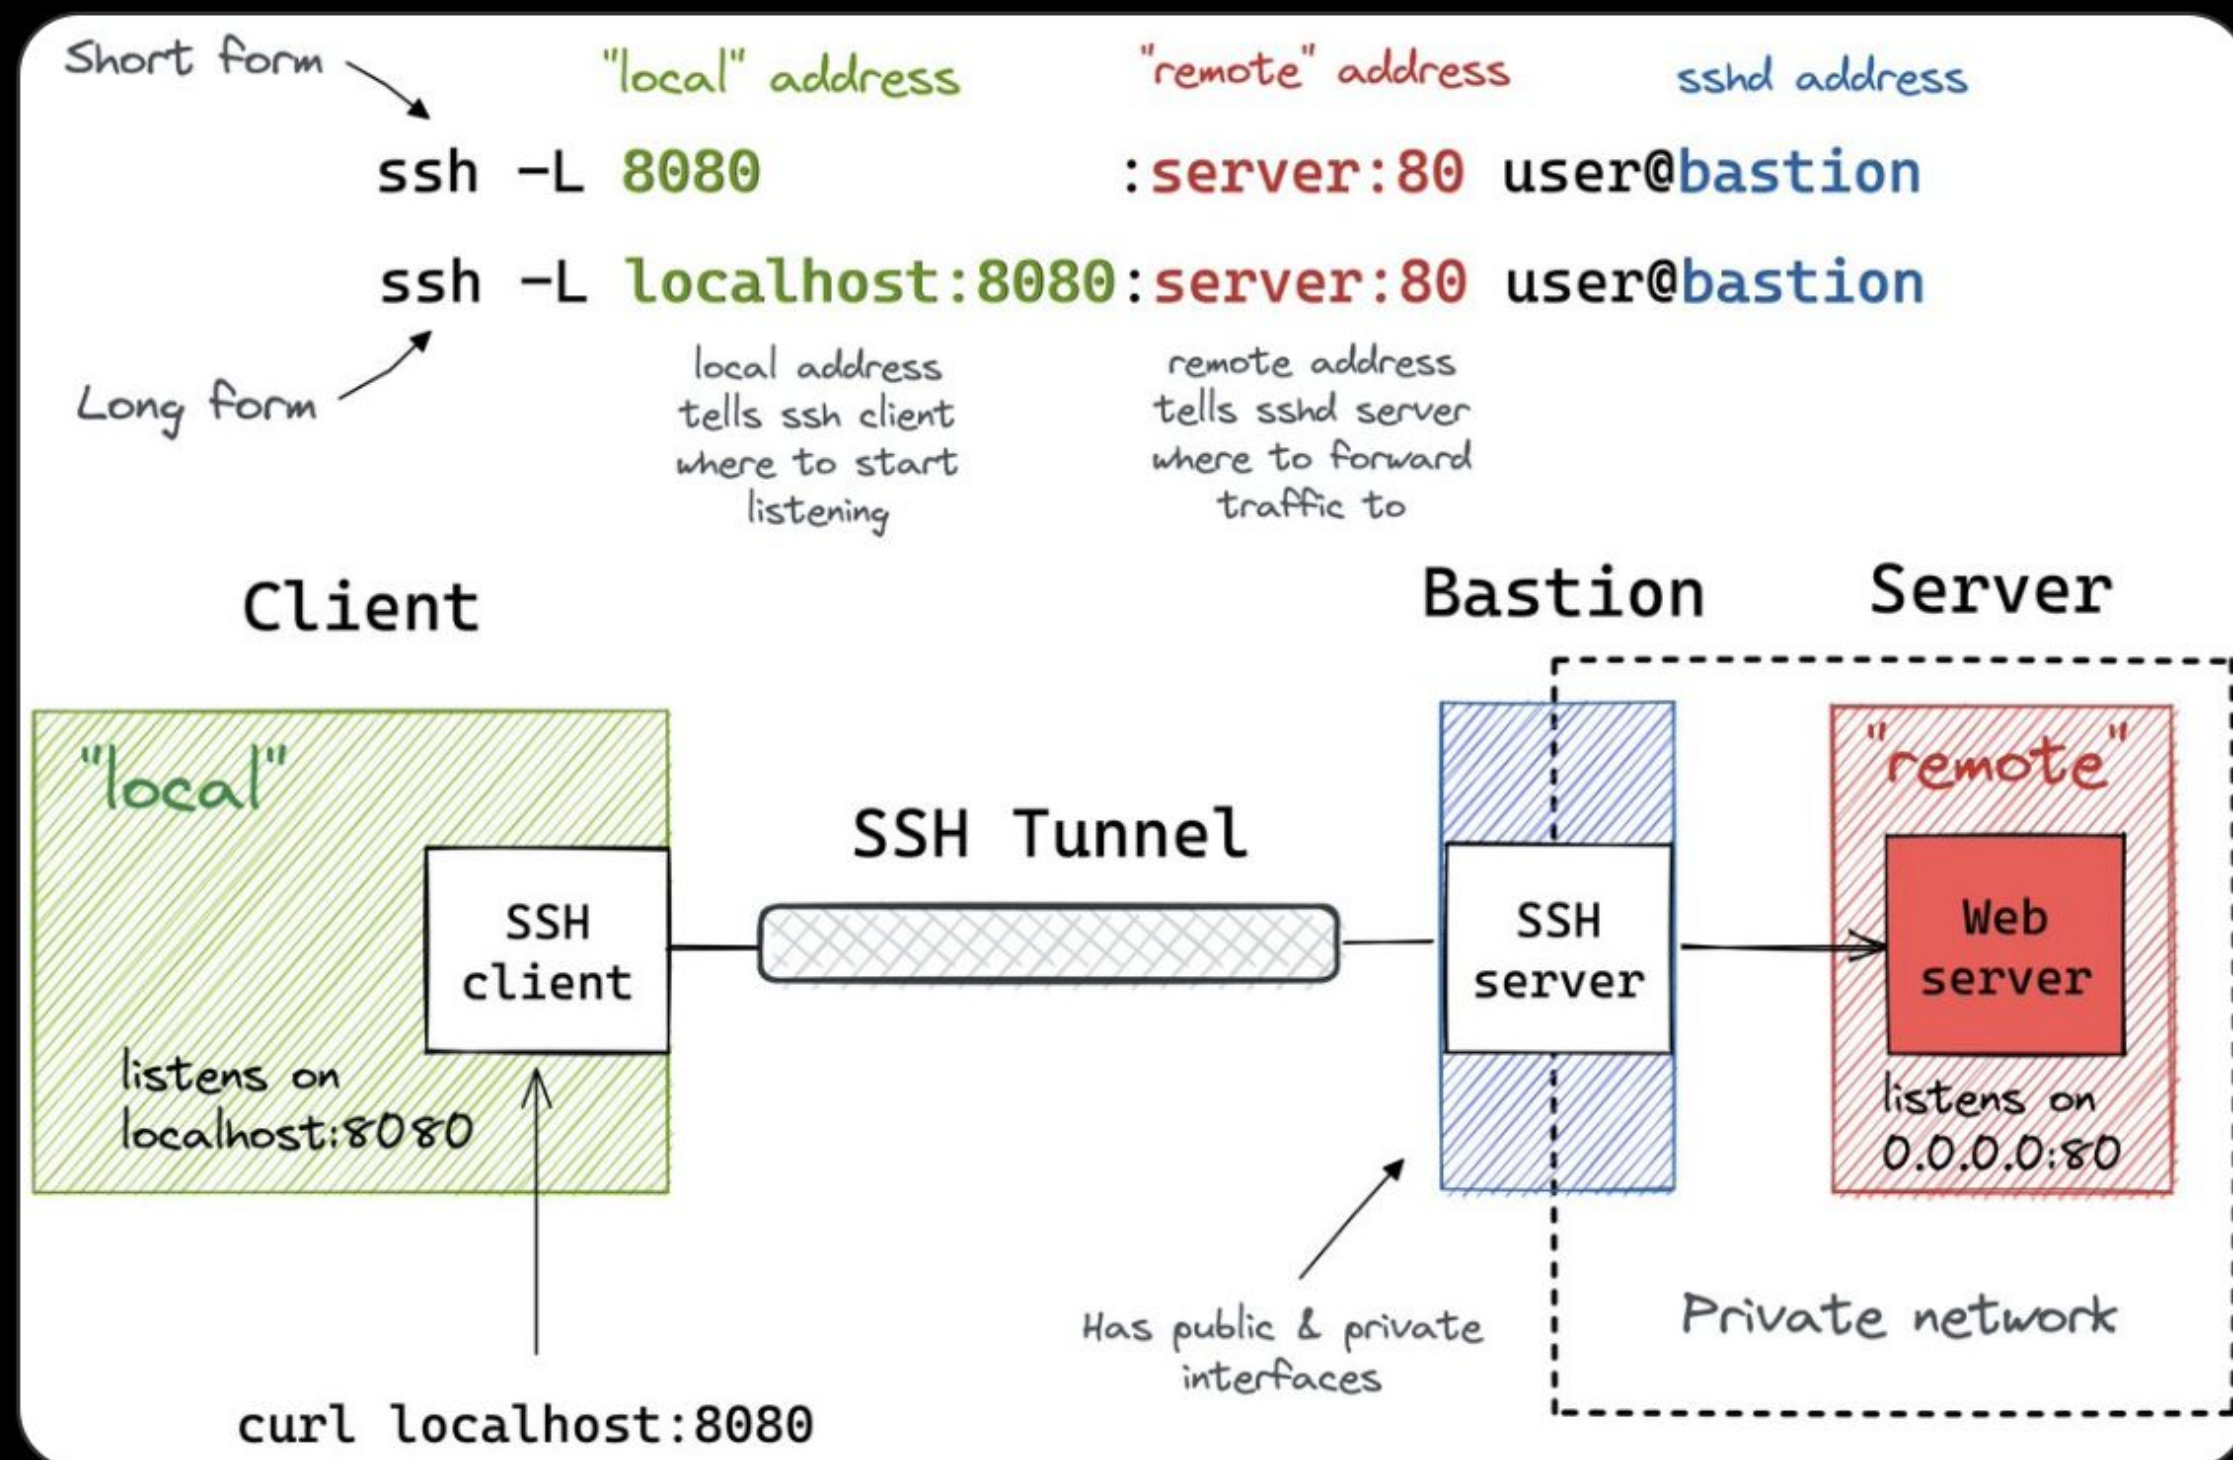 Short form
"local" address
"remote" address
sshd address
ssh -L 8080 :server:80 user@bastion
ssh -L localhost:8080:server:80 user@bastion
Long form
local address
tells ssh client
where to start
listening
remote address
tells sshd server
where to forward
traffic to
Client
Bastion
Server
"local"
SSH
client
listens on
localhost:8080
SSH Tunnel
SSH
server
"remote"
Web
server
listens on
0.0.0.0:80
Has public & private
interfaces
Private network
curl localhost:8080